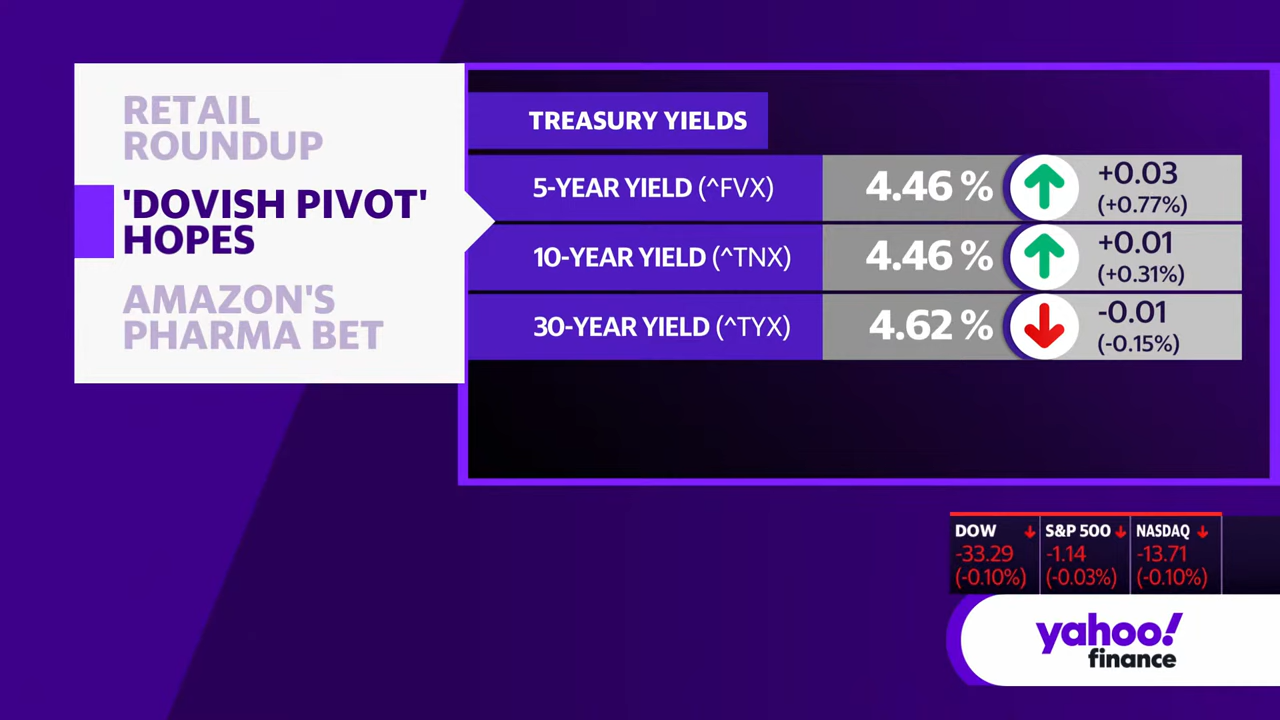 RETAIL
ROUNDUP
'DOVISH PIVOT'
HOPES
AMAZON'S
PHARMA BET
TREASURY YIELDS
5-YEAR YIELD (^FVX) 4.46 % +0.03 (+0.77%)
10-YEAR YIELD (^TNX) 4.46 % +0.01 (+0.31%)
30-YEAR YIELD (^TYX) 4.62 % -0.01 (-0.15%)
DOW S&P 500 NASDAQ
-33.29 -1.14 -13.71
(-0.10%) (-0.03%) (-0.10%)
yahoo!
finance